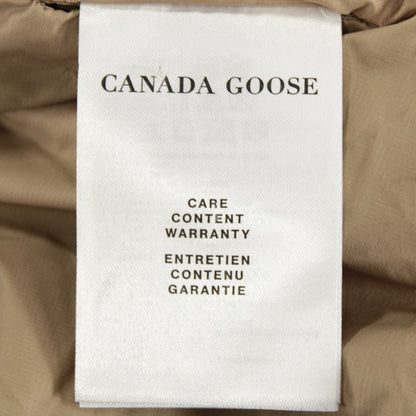 CANADA GOOSE
CARE
CONTENT
WARRANTY
ENTRETIEN
CONTENU
GARANTIE